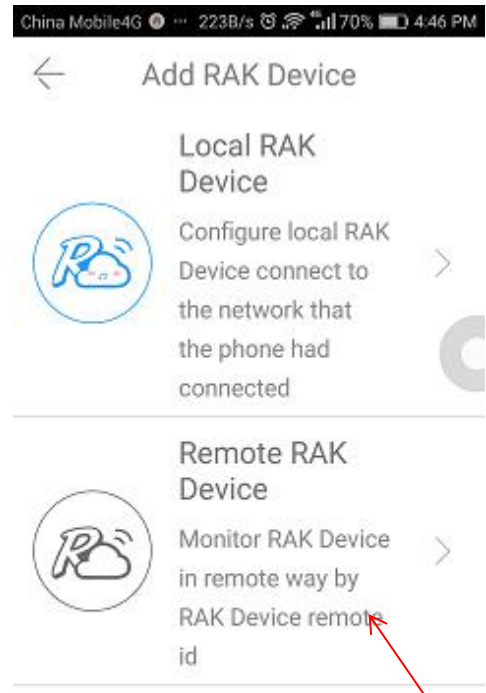 China Mobile4G ... 223B/s 4G 70% 4:46 PM
Add RAK Device
Local RAK
Device
Configure local RAK
Device connect to
the network that
the phone had
connected
Remote RAK
Device
Monitor RAK Device
in remote way by
RAK Device remote
id